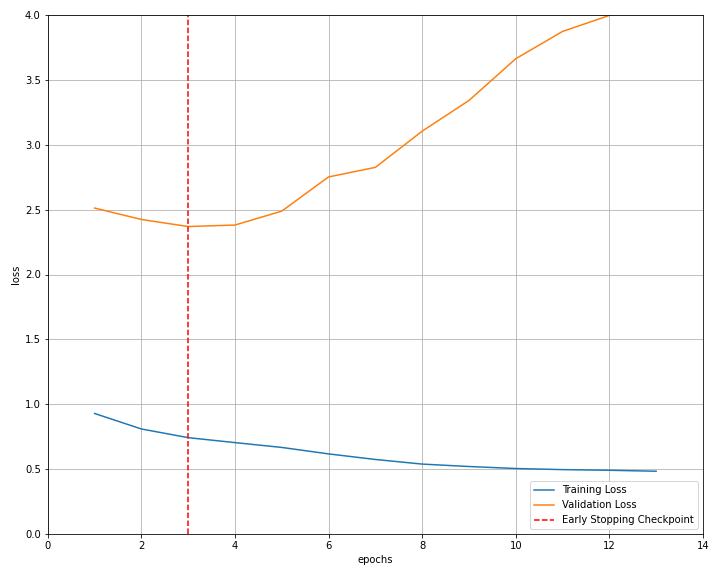 4.0
3.5
3.0
2.5
2.0
1.5
1.0
0.5
0.0
loss
0 2 4 6 8 10 12 14
epochs
Training Loss
Validation Loss
Early Stopping Checkpoint